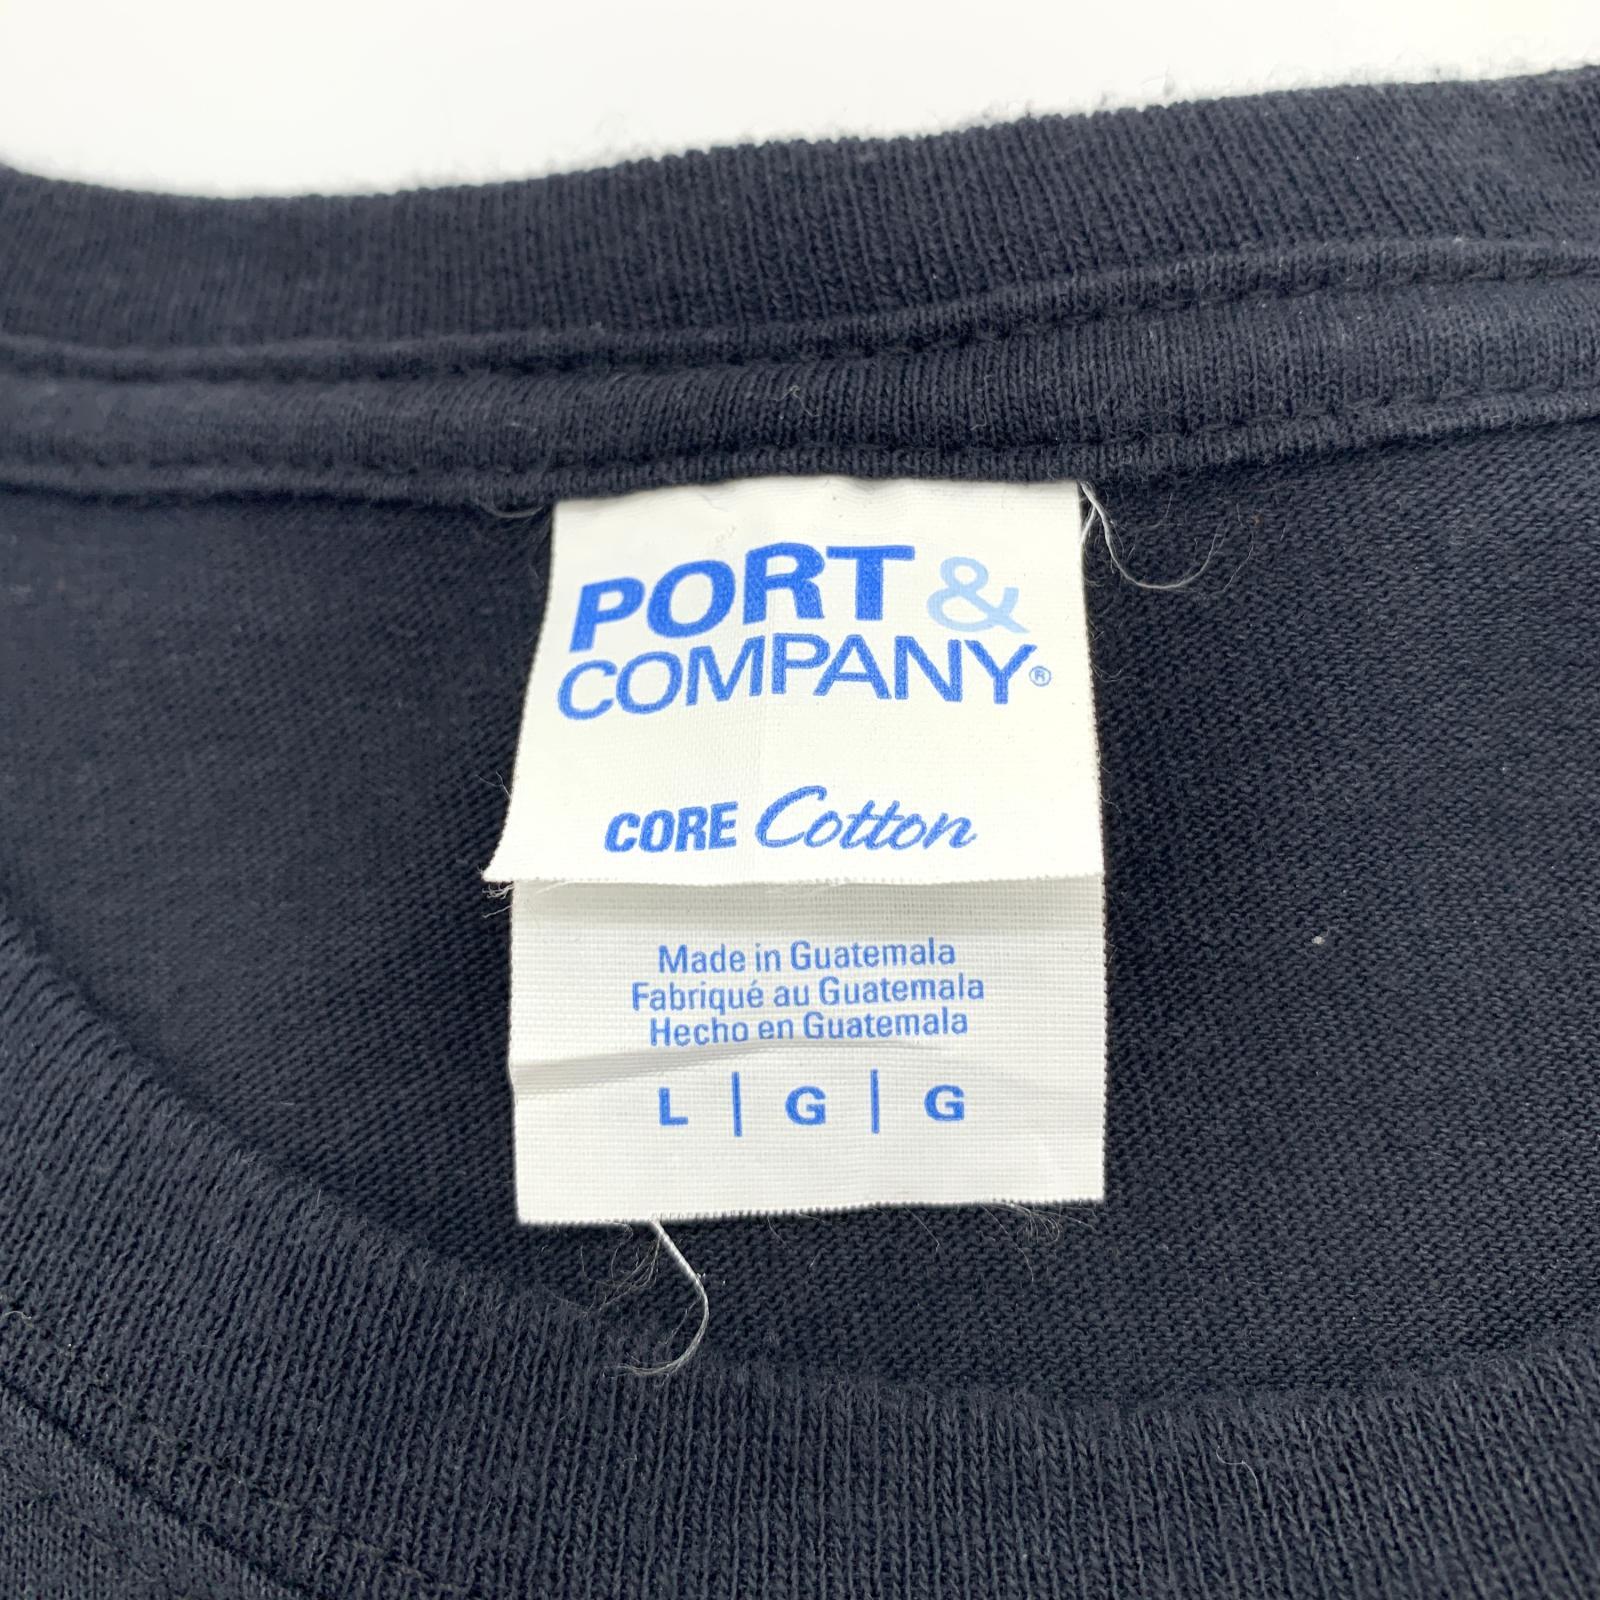 PORT &
COMPANY®
CORE Cotton
Made in Guatemala
Fabriqué au Guatemala
Hecho en Guatemala
L | G | G